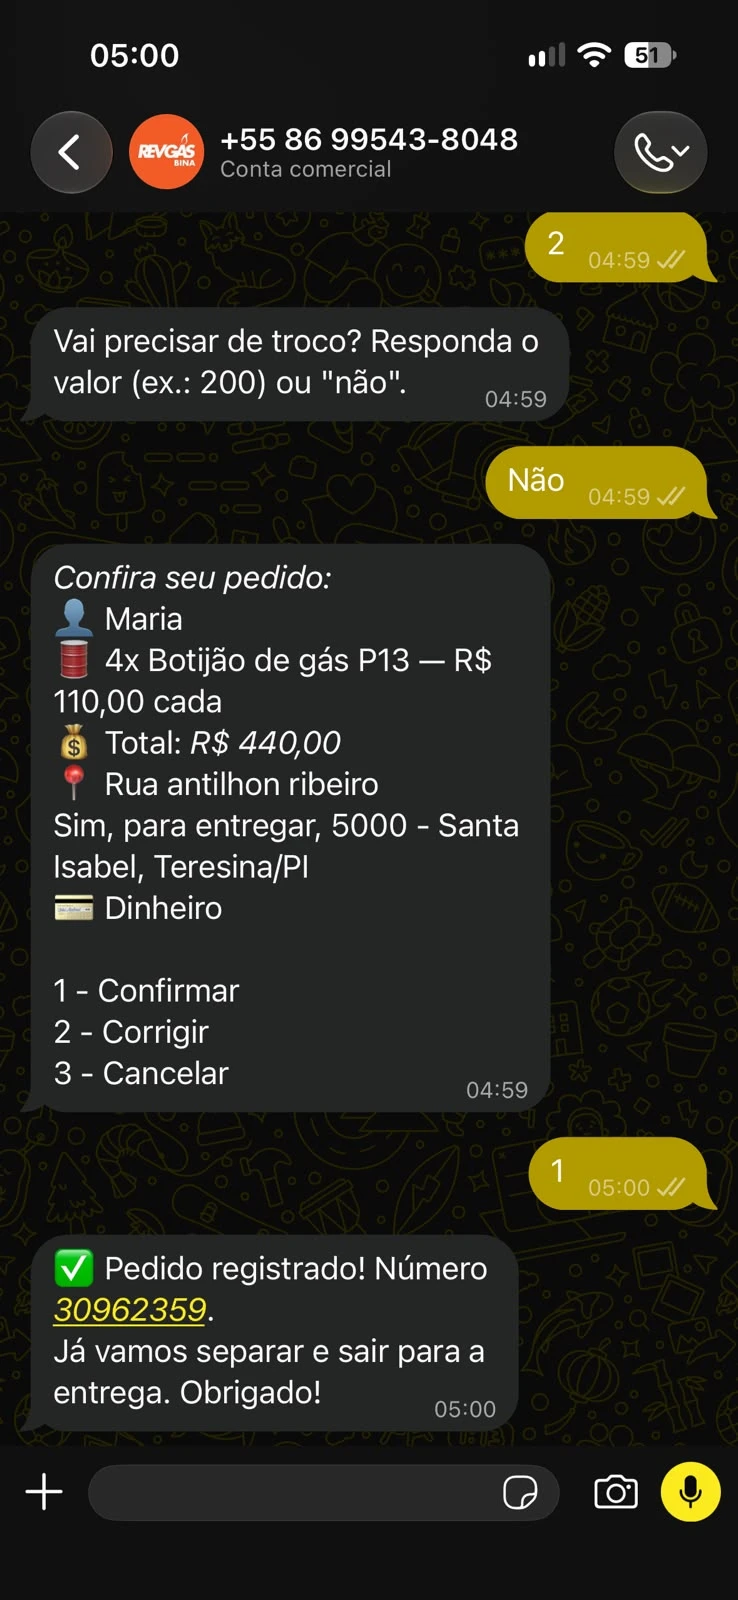 05:00
51
REVGÁS
BINA
+55 86 99543-8048
Conta comercial
2 04:59
Vai precisar de troco? Responda o
valor (ex.: 200) ou "não".
04:59
Não 04:59
Confira seu pedido:
Maria
4x Botijão de gás P13 — R$
110,00 cada
Total: R$ 440,00
Rua antilhon ribeiro
Sim, para entregar, 5000 - Santa
Isabel, Teresina/PI
Dinheiro
1 - Confirmar
2 - Corrigir
3 - Cancelar
04:59
1 05:00
Pedido registrado! Número
30962359.
Já vamos separar e sair para a
entrega. Obrigado!
05:00